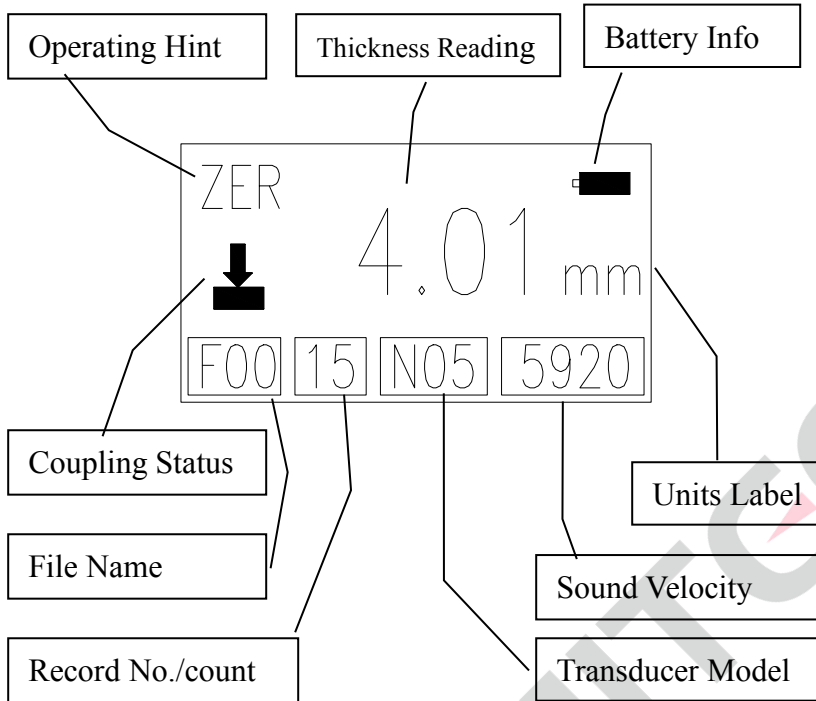 Operating Hint
Thickness Reading
Battery Info
ZER
4.01 mm
F00 15 N05 5920
Coupling Status
Units Label
File Name
Sound Velocity
Record No./count
Transducer Model